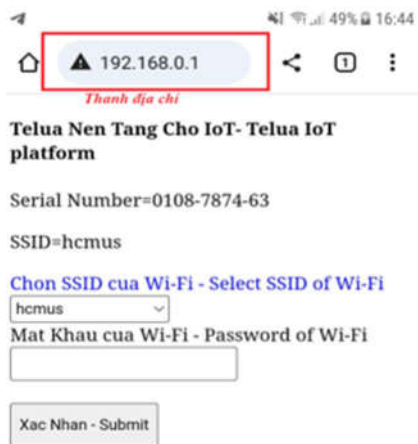 49% 16:44
192.168.0.1
1
Thanh địa chỉ
Telua Nen Tang Cho IoT- Telua IoT
platform
Serial Number=0108-7874-63
SSID=hcmus
Chon SSID cua Wi-Fi - Select SSID of Wi-Fi
hcmus
Mat Khau cua Wi-Fi - Password of Wi-Fi
Xac Nhan - Submit